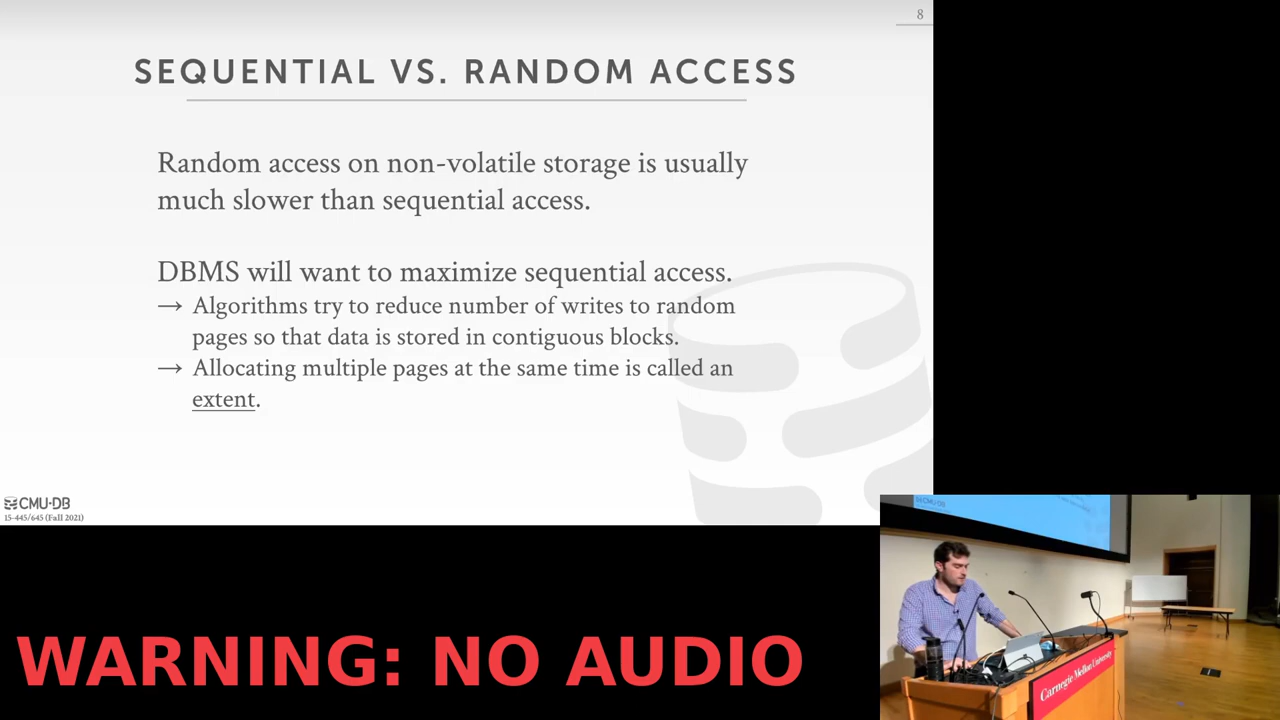 8
SEQUENTIAL VS. RANDOM ACCESS
Random access on non-volatile storage is usually
much slower than sequential access.
DBMS will want to maximize sequential access.
→ Algorithms try to reduce number of writes to random
pages so that data is stored in contiguous blocks.
→ Allocating multiple pages at the same time is called an
extent.
CMU·DB
15-445/645 (Fall 2021)
WARNING: NO AUDIO
Carnegie Mellon University